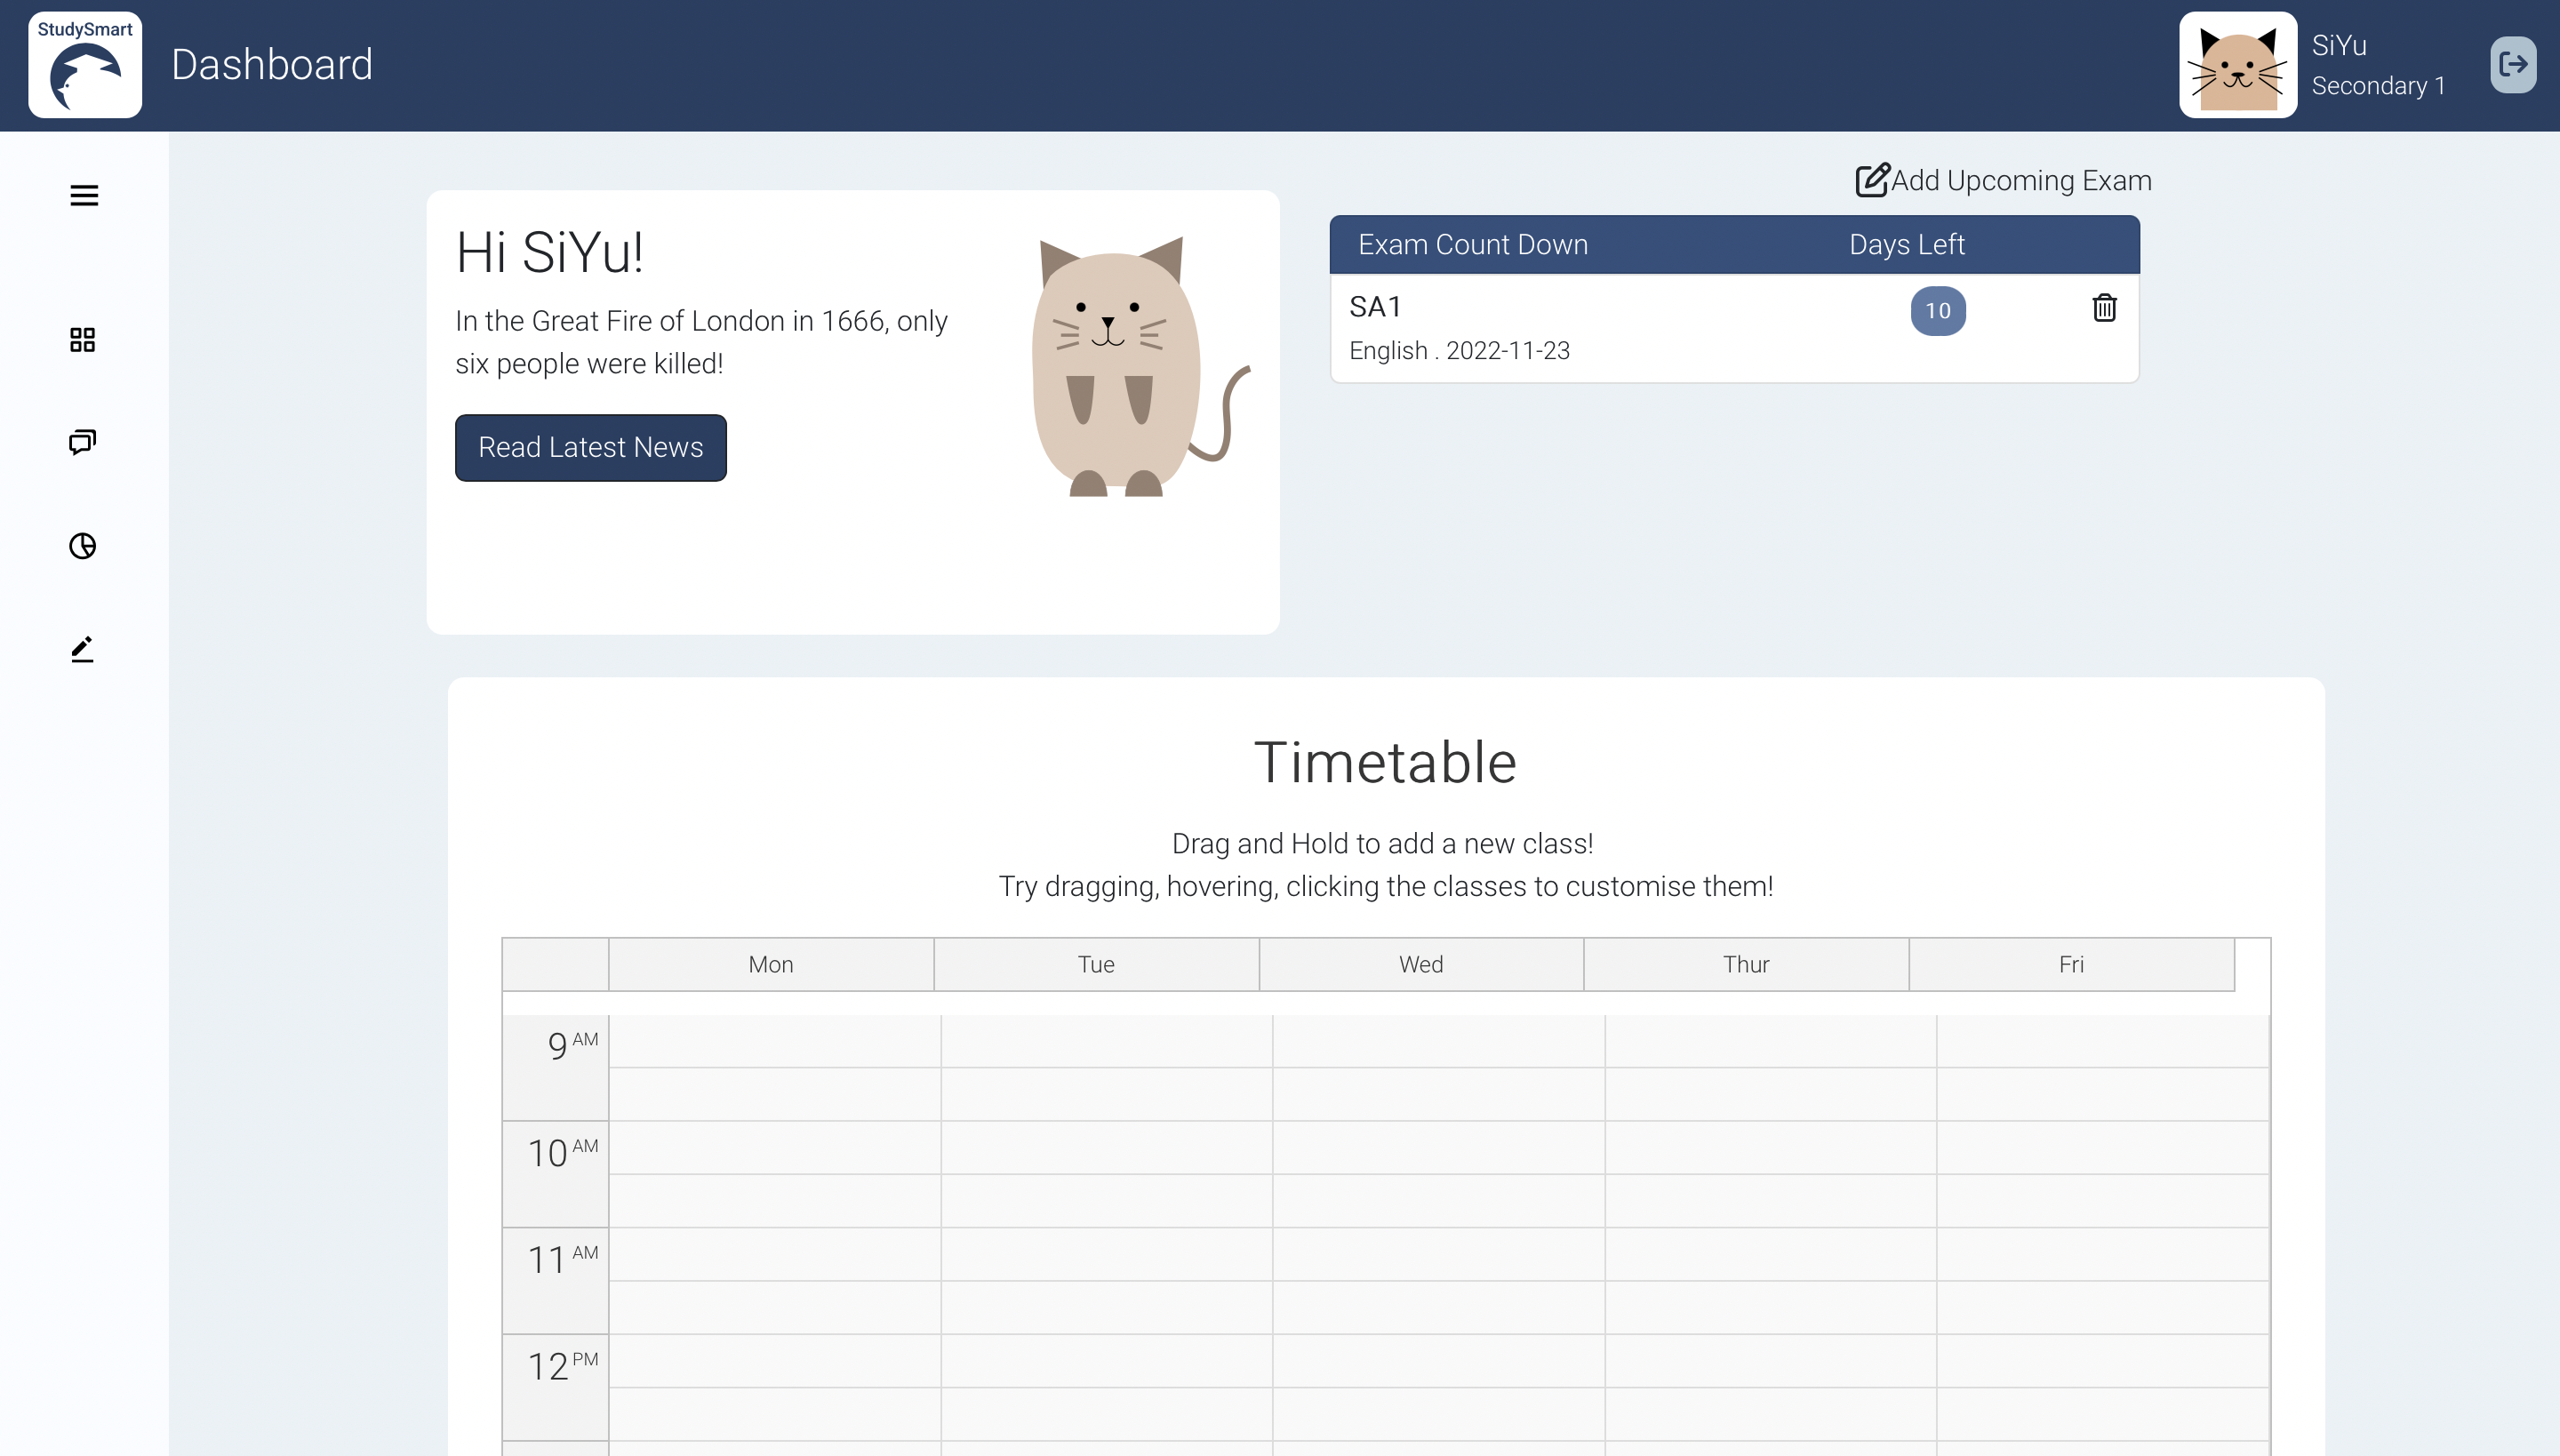 StudySmart
Dashboard
SiYu
Secondary 1
Add Upcoming Exam
Hi SiYu!
In the Great Fire of London in 1666, only
six people were killed!
Read Latest News
Exam Count Down Days Left
SA1 10
English . 2022-11-23
Timetable
Drag and Hold to add a new class!
Try dragging, hovering, clicking the classes to customise them!
Mon Tue Wed Thur Fri
9 AM
10 AM
11 AM
12 PM